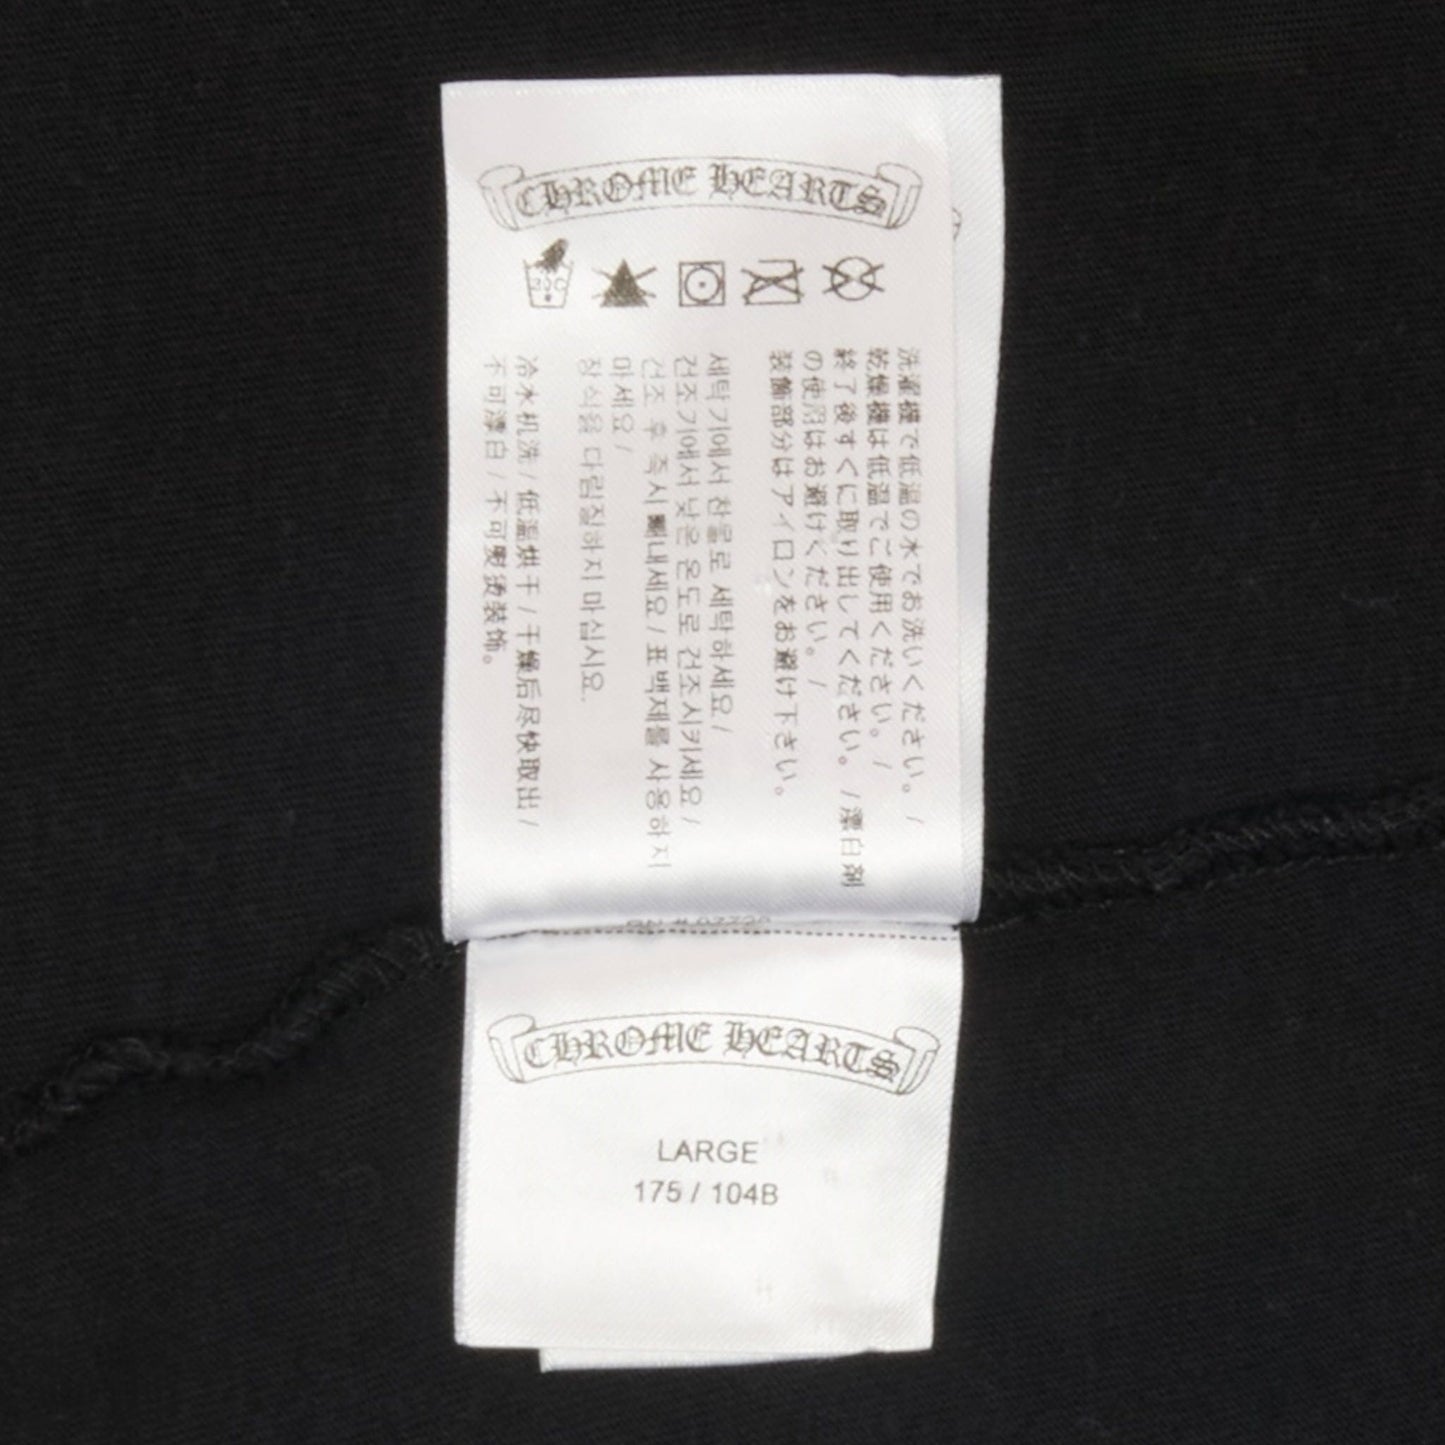 CHROME HEARTS
30C
洗濯機で低温の水でお洗いください。/
乾燥機は低温でご使用ください。/
終了後すぐに取り出してください。/漂白剤
の使用はお避けください。/
装飾部分はアイロンをお避け下さい。
세탁기에서 찬물로 세탁하세요/
건조기에서 낮은 온도로 건조시키세요/
건조 후 즉시 빼내세요/표백제를 사용하지
마세요/
장식을 다림질하지 마십시요.
冷水机洗/低温烘干/干燥后尽快取出/
不可漂白/不可熨烫装饰。
CHROME HEARTS
LARGE
175 / 104B